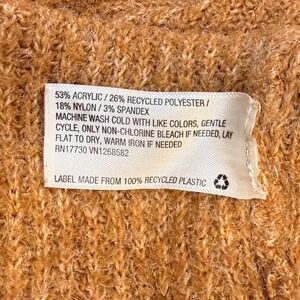 53% ACRYLIC / 26% RECYCLED POLYESTER /
18% NYLON / 3% SPANDEX
MACHINE WASH COLD WITH LIKE COLORS, GENTLE
CYCLE, ONLY NON-CHLORINE BLEACH IF NEEDED, LAY
FLAT TO DRY, WARM IRON IF NEEDED
RN17730 VN1268582
LABEL MADE FROM 100% RECYCLED PLASTIC